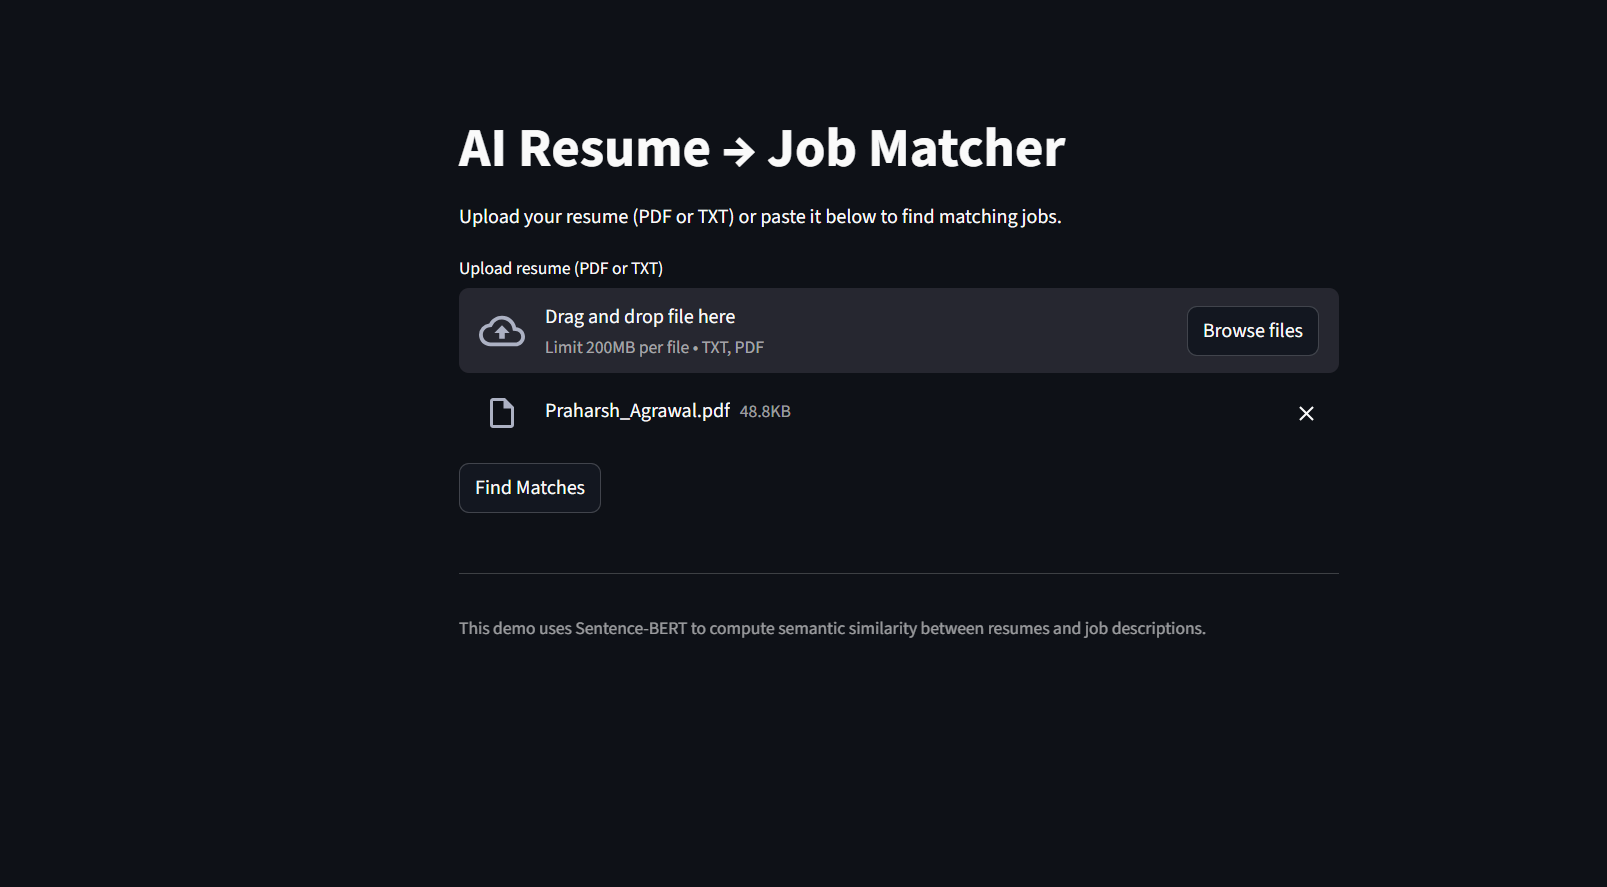 AI Resume → Job Matcher
Upload your resume (PDF or TXT) or paste it below to find matching jobs.
Upload resume (PDF or TXT)
Drag and drop file here
Limit 200MB per file • TXT, PDF
Browse files
Praharsh_Agrawal.pdf 48.8KB
Find Matches
This demo uses Sentence-BERT to compute semantic similarity between resumes and job descriptions.